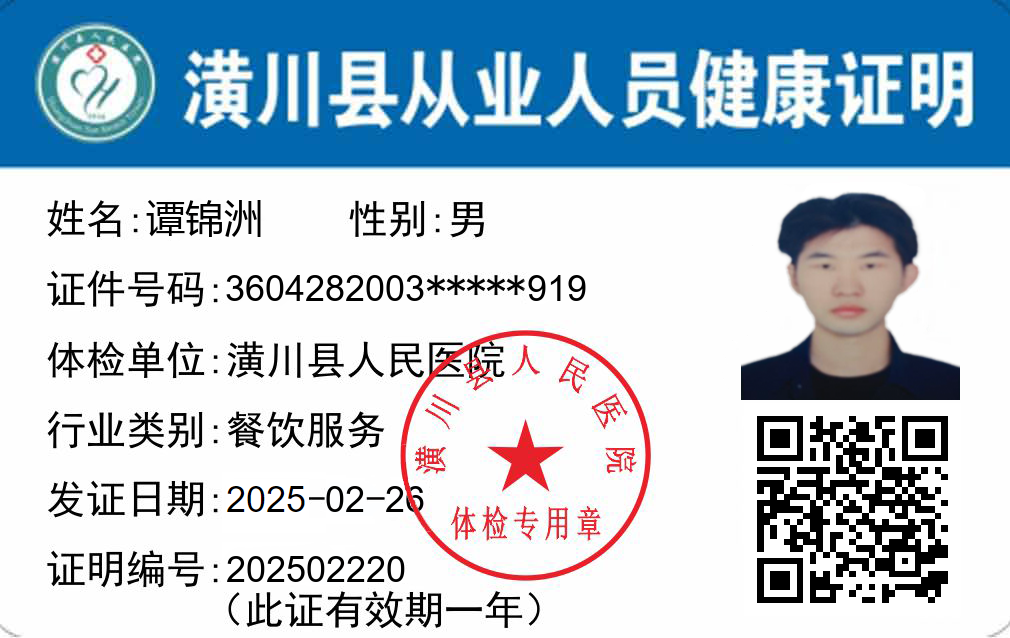 潢川县从业人员健康证明
姓名:谭锦洲 性别:男
证件号码:3604282003*****919
体检单位:潢川县人民医院
行业类别:餐饮服务
发证日期:2025-02-26
证明编号:202502220
(此证有效期一年)
潢川县人民医院
体检专用章